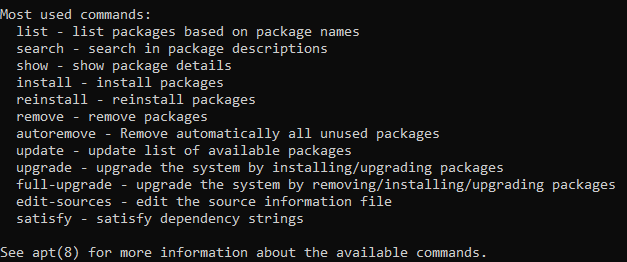 Most used commands:
  list - list packages based on package names
  search - search in package descriptions
  show - show package details
  install - install packages
  reinstall - reinstall packages
  remove - remove packages
  autoremove - Remove automatically all unused packages
  update - update list of available packages
  upgrade - upgrade the system by installing/upgrading packages
  full-upgrade - upgrade the system by removing/installing/upgrading packages
  edit-sources - edit the source information file
  satisfy - satisfy dependency strings

See apt(8) for more information about the available commands.